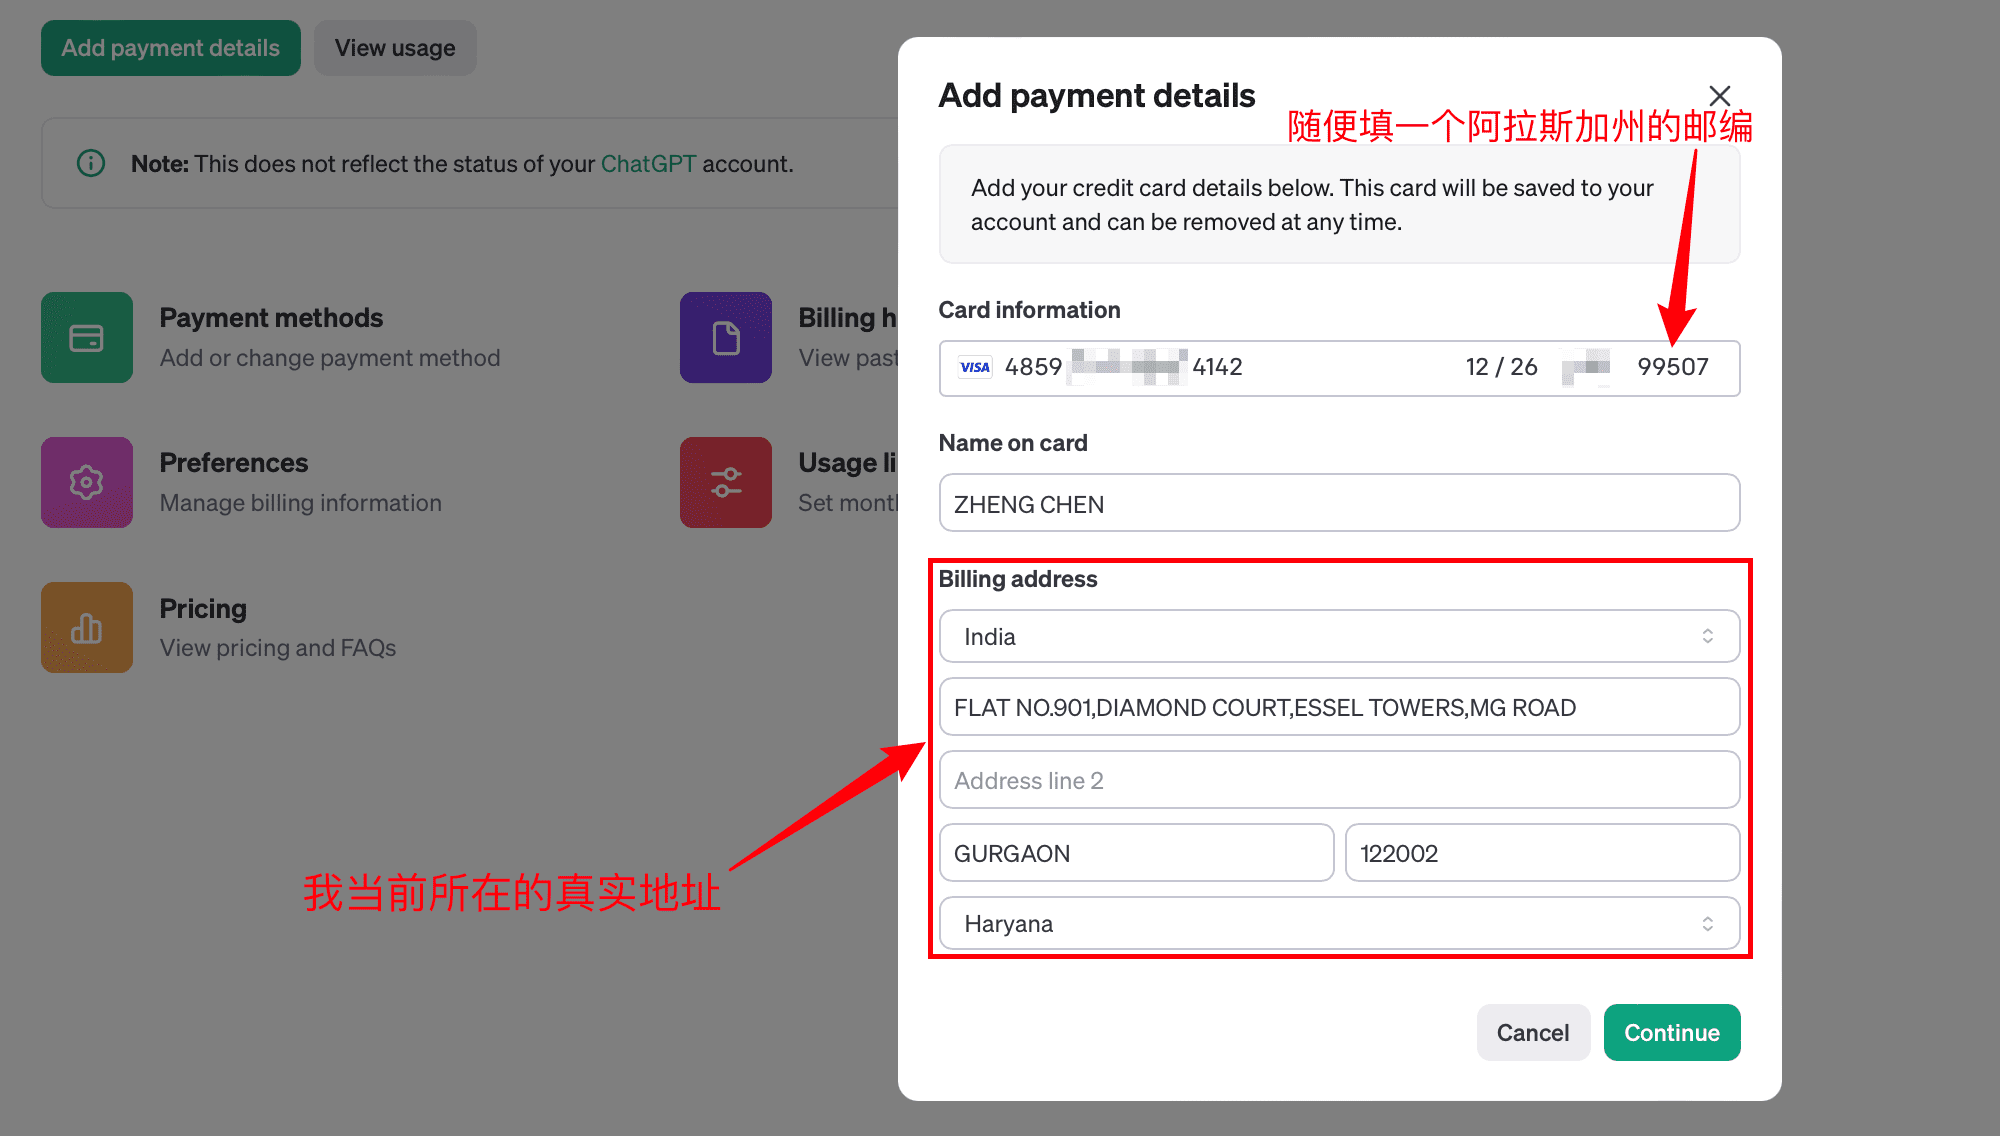 Add payment details
View usage
Note: This does not reflect the status of your ChatGPT account.
Payment methods
Add or change payment method
Billing h
View past
Preferences
Manage billing information
Usage li
Set mont
Pricing
View pricing and FAQs
我当前所在的真实地址
Add payment details
随便填一个阿拉斯加州的邮编
Add your credit card details below. This card will be saved to your
account and can be removed at any time.
Card information
VISA 4859 4142 12 / 26 99507
Name on card
ZHENG CHEN
Billing address
India
FLAT NO.901,DIAMOND COURT,ESSEL TOWERS,MG ROAD
Address line 2
GURGAON 122002
Haryana
Cancel Continue